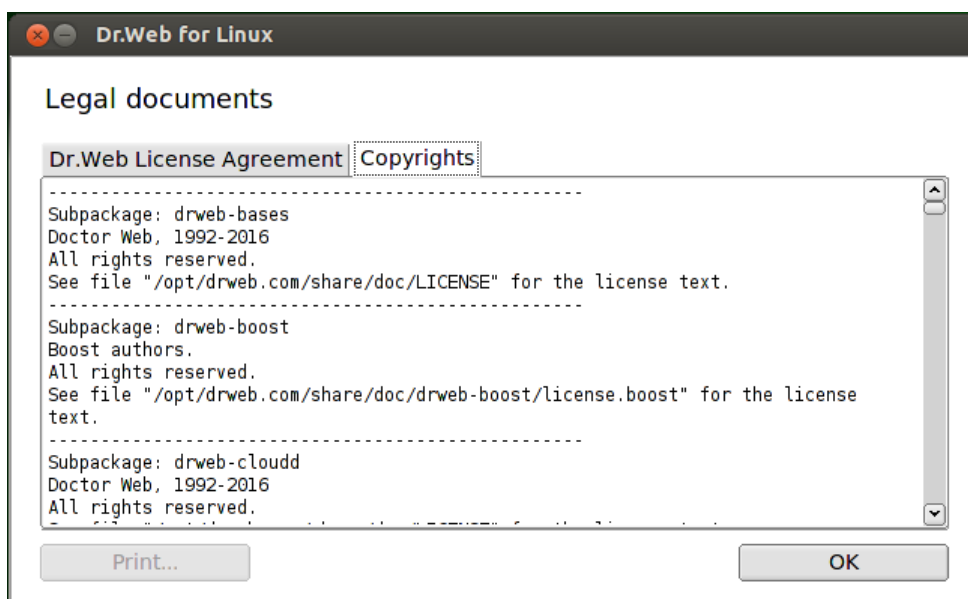 Dr.Web for Linux
Legal documents
Dr.Web License Agreement Copyrights
----------------------------------------------------
Subpackage: drweb-bases
Doctor Web, 1992-2016
All rights reserved.
See file "/opt/drweb.com/share/doc/LICENSE" for the license text.
----------------------------------------------------
Subpackage: drweb-boost
Boost authors.
All rights reserved.
See file "/opt/drweb.com/share/doc/drweb-boost/license.boost" for the license
text.
----------------------------------------------------
Subpackage: drweb-cloudd
Doctor Web, 1992-2016
All rights reserved.
Print...
OK